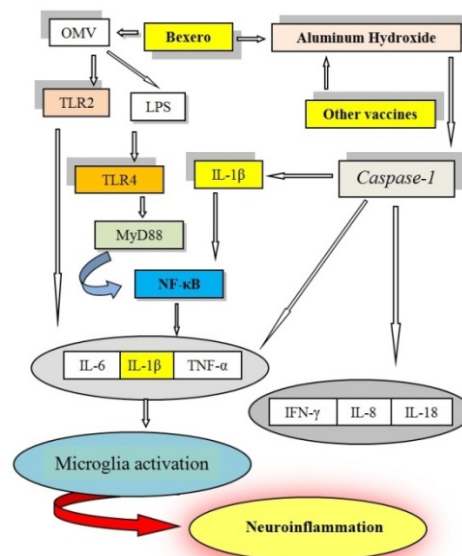 OMV
Bexero
Aluminum Hydroxide
TLR2
LPS
Other vaccines
TLR4
IL-1β
Caspase-1
MyD88
NF-κB
IL-6 IL-1β TNF-α
IFN-γ IL-8 IL-18
Microglia activation
Neuroinflammation